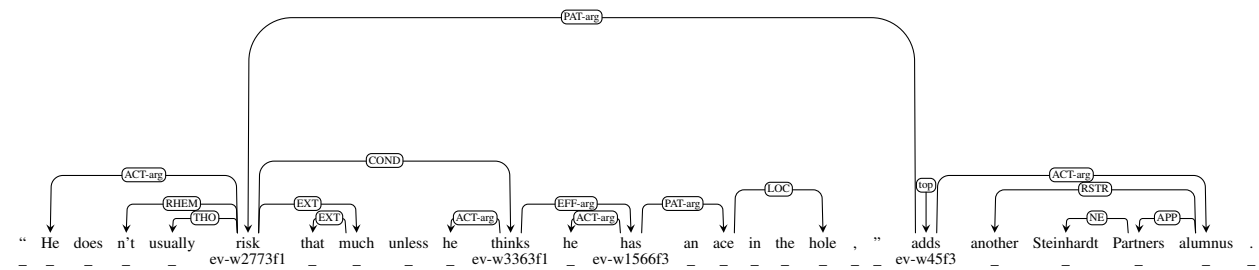 PAT-arg
COND
ACT-arg ACT-arg
top
LOC RSTR
RHEM EXT EFF-arg PAT-arg
THO EXT ACT-arg ACT-arg NE APP
“ He does n't usually risk that much unless he thinks he has an ace in the hole , ” adds another Steinhardt Partners alumnus .
_ _ _ _ _ ev-w2773f1 _ _ _ _ ev-w3363f1 _ ev-w1566f3 _ _ _ _ _ _ _ ev-w45f3 _ _ _ _ _